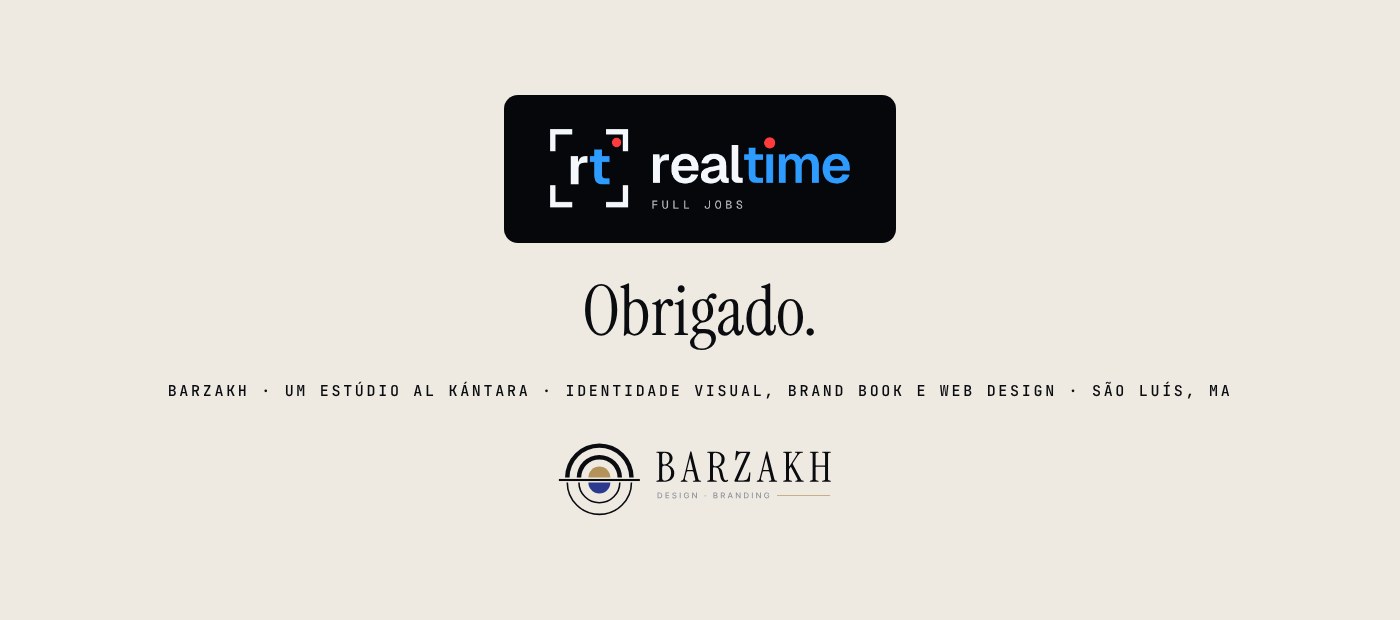 rt realtime
FULL JOBS
Obrigado.
BARZAKH · UM ESTÚDIO AL KÁNTARA · IDENTIDADE VISUAL, BRAND BOOK E WEB DESIGN · SÃO LUÍS, MA
BARZAKH
DESIGN · BRANDING